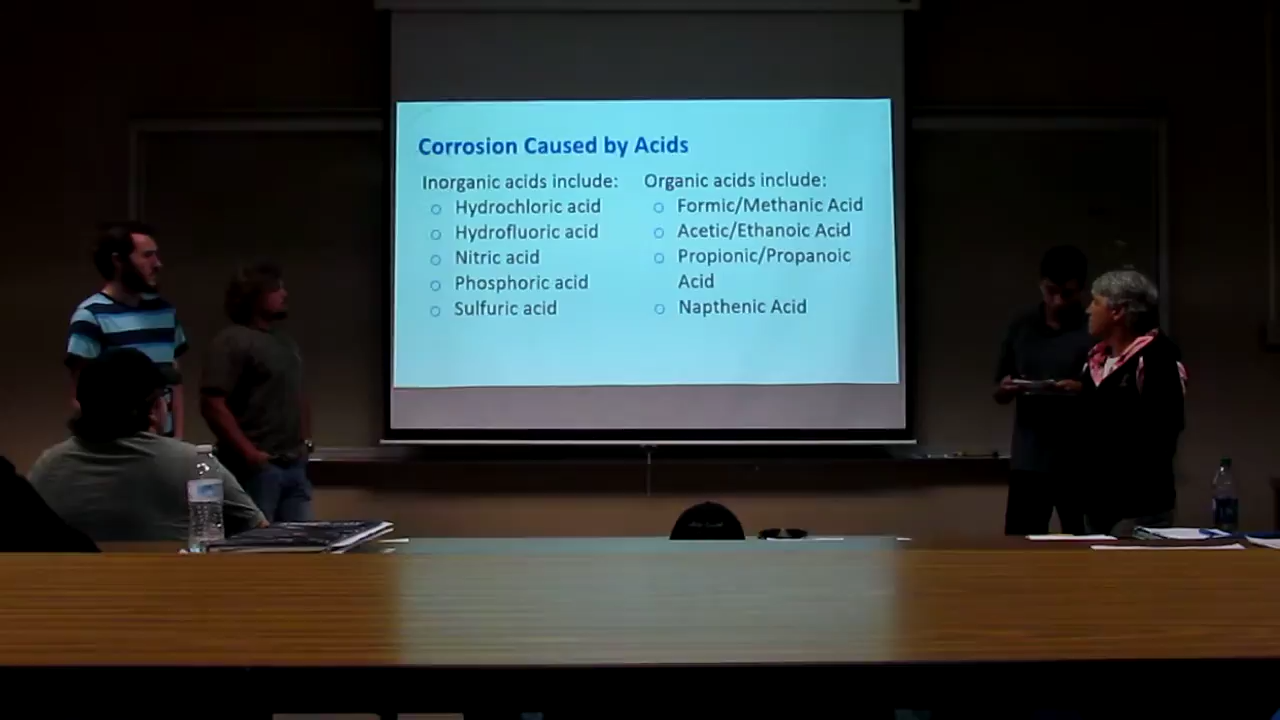 Corrosion Caused by Acids
Inorganic acids include:
Hydrochloric acid
Hydrofluoric acid
Nitric acid
Phosphoric acid
Sulfuric acid
Organic acids include:
Formic/Methanic Acid
Acetic/Ethanoic Acid
Propionic/Propanoic
Acid
Napthenic Acid